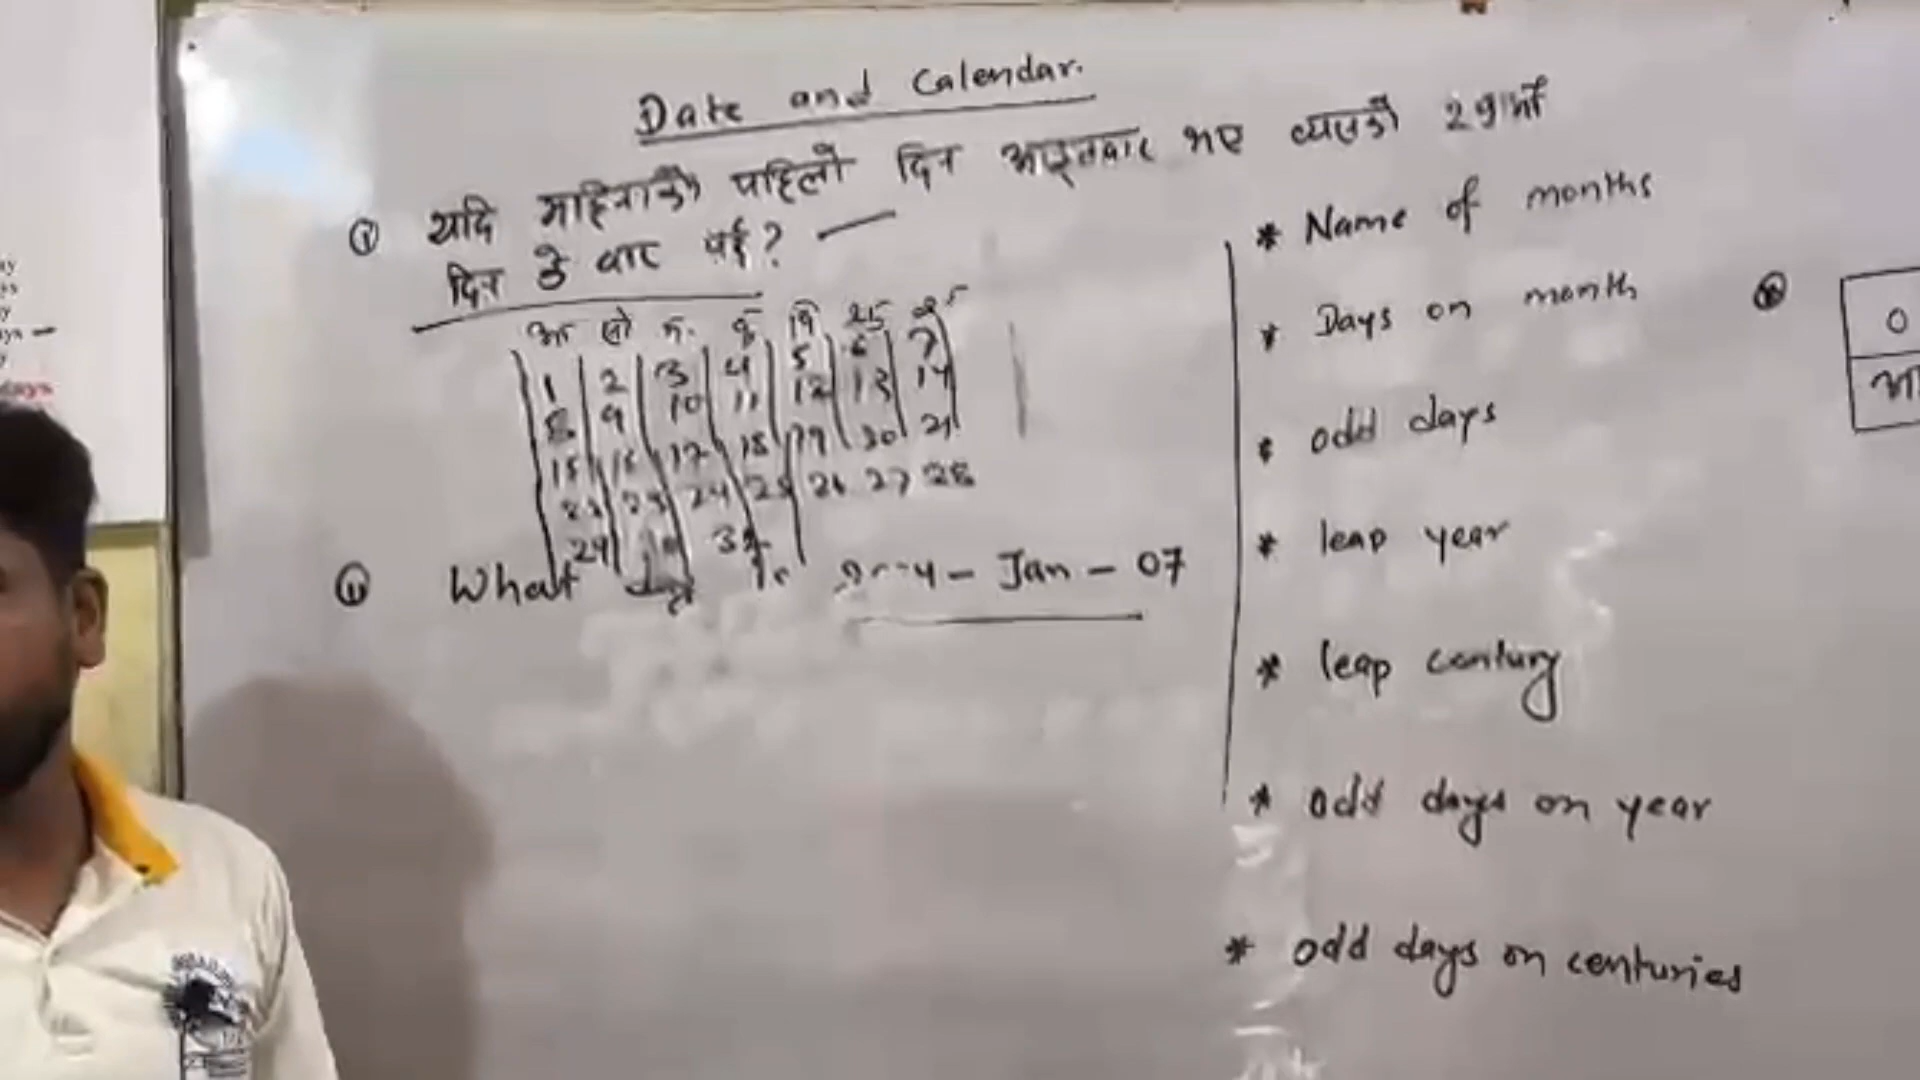 Date and Calendar.
① यदि महिनाको पहिलो दिन आइतबार भए त्यसको 29औं
दिन के बार पर्छ?
आ सो म. बु
1 2 3 4 5 6 7
8 9 10 11 12 13 14
15 16 17 18 19 20 21
22 23 24 25 26 27 28
29
What day is - Jan - 07
* Name of months
* Days on month
* odd days
* leap year
* leap century
* odd days on year
* odd days on centuries
0
days